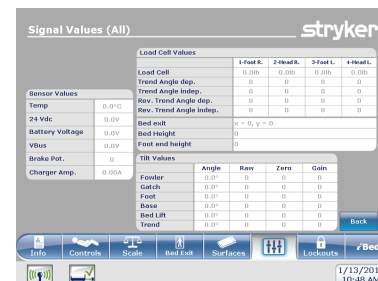 Signal Values (All)
stryker
Load Cell Values
1-Foot R. 2-Head R. 3-Foot L. 4-Head L.
Load Cell 0.0lb 0.0lb 0.0lb 0.0lb
Trend Angle dep. 0 0 0 0
Trend Angle indep. 0 0 0 0
Rev. Trend Angle dep. 0 0 0 0
Rev. Trend Angle indep. 0 0 0 0
Bed exit x = 0, y = 0
Bed Height 0
Foot end height 0
Sensor Values
Temp 0.0°C
24 Vdc 0.0V
Battery Voltage 0.0V
VBus 0.0V
Brake Pot. 0
Charger Amp. 0.00A
Tilt Values
Angle Raw Zero Gain
Fowler 0.0° 0 0 0
Gatch 0.0° 0 0 0
Foot 0.0° 0 0 0
Base 0.0° 0 0 0
Bed Lift 0.0° 0 0 0
Trend 0.0° 0 0 0
Back
Info Controls Scale Bed Exit Surfaces Lockouts iBed
1/13/201
10:48 AM